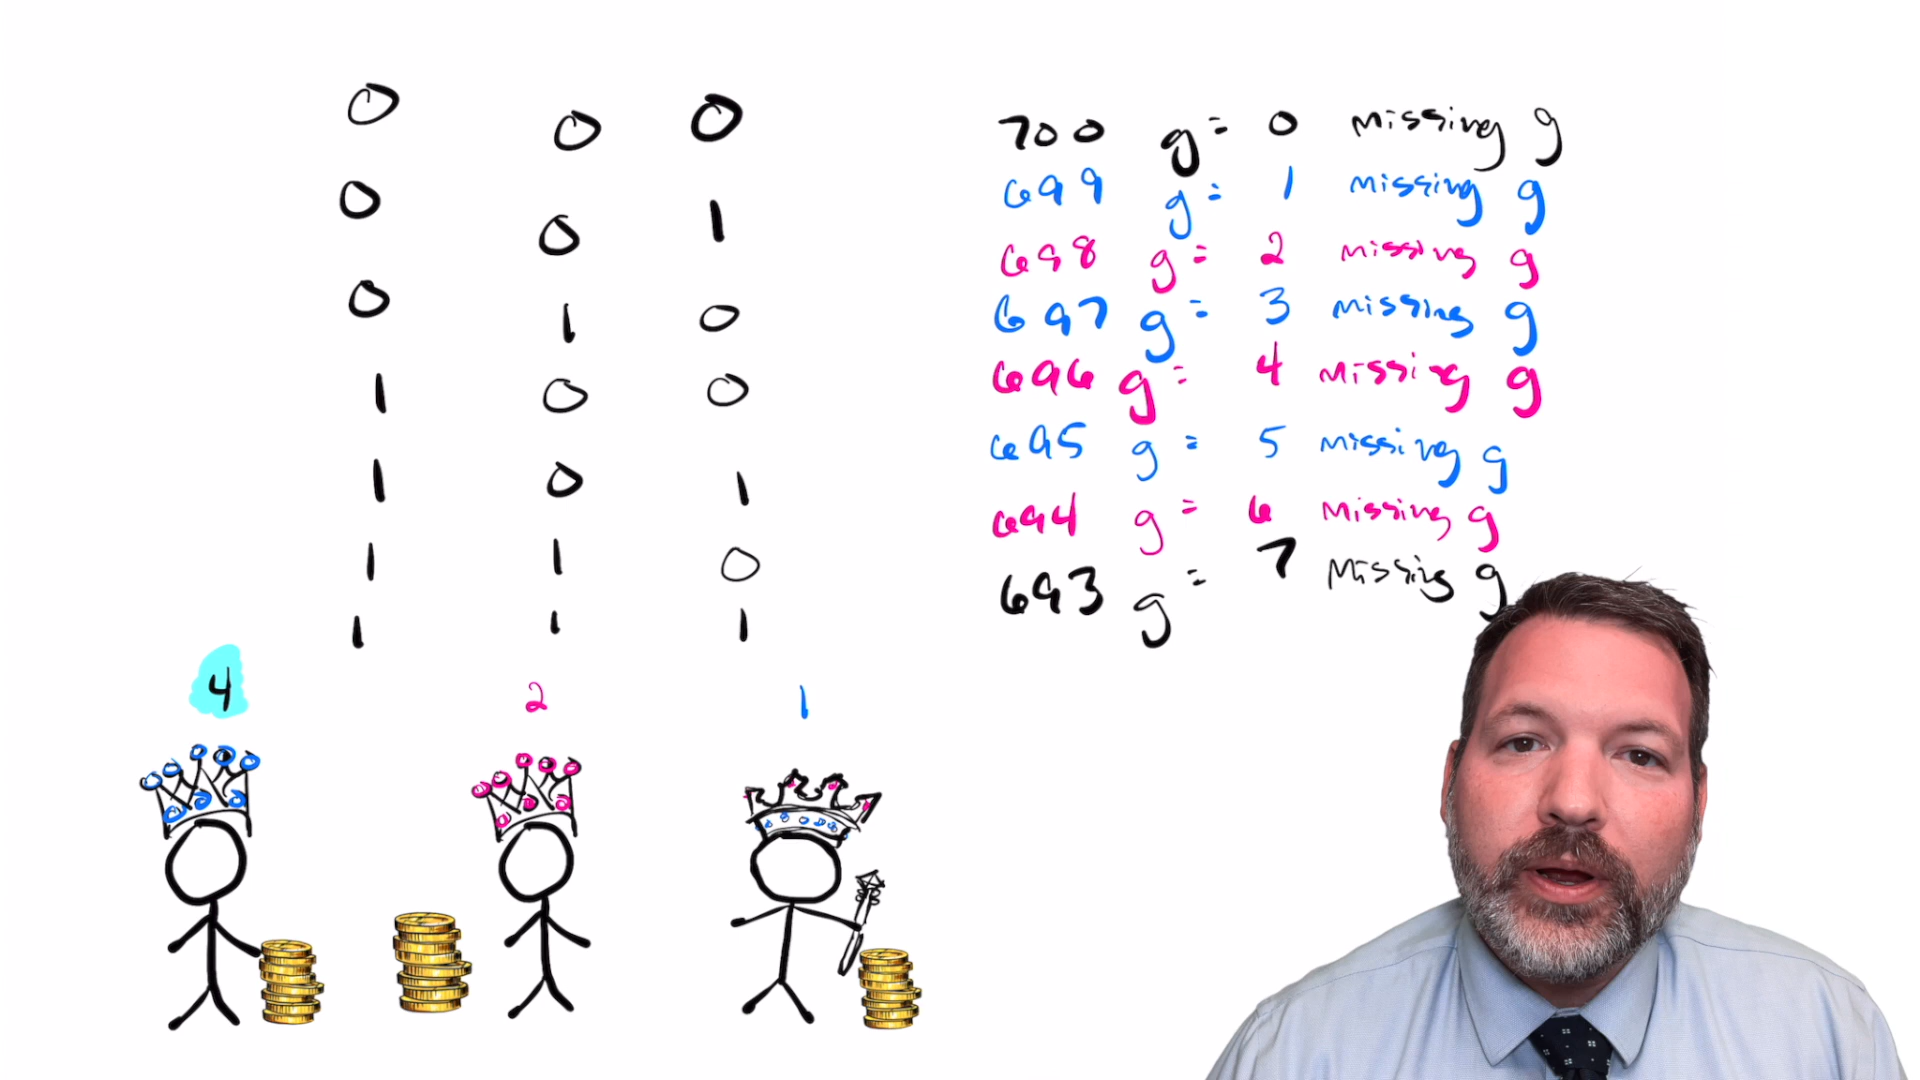 0 0 0
0 0 1
0 1 0
1 0 0
1 0 1
1 1 0
1 1 1
4 2 1
700 g = 0 missing g
699 g = 1 missing g
698 g = 2 missing g
697 g = 3 missing g
696 g = 4 missing g
695 g = 5 missing g
694 g = 6 missing g
693 g = 7 missing g